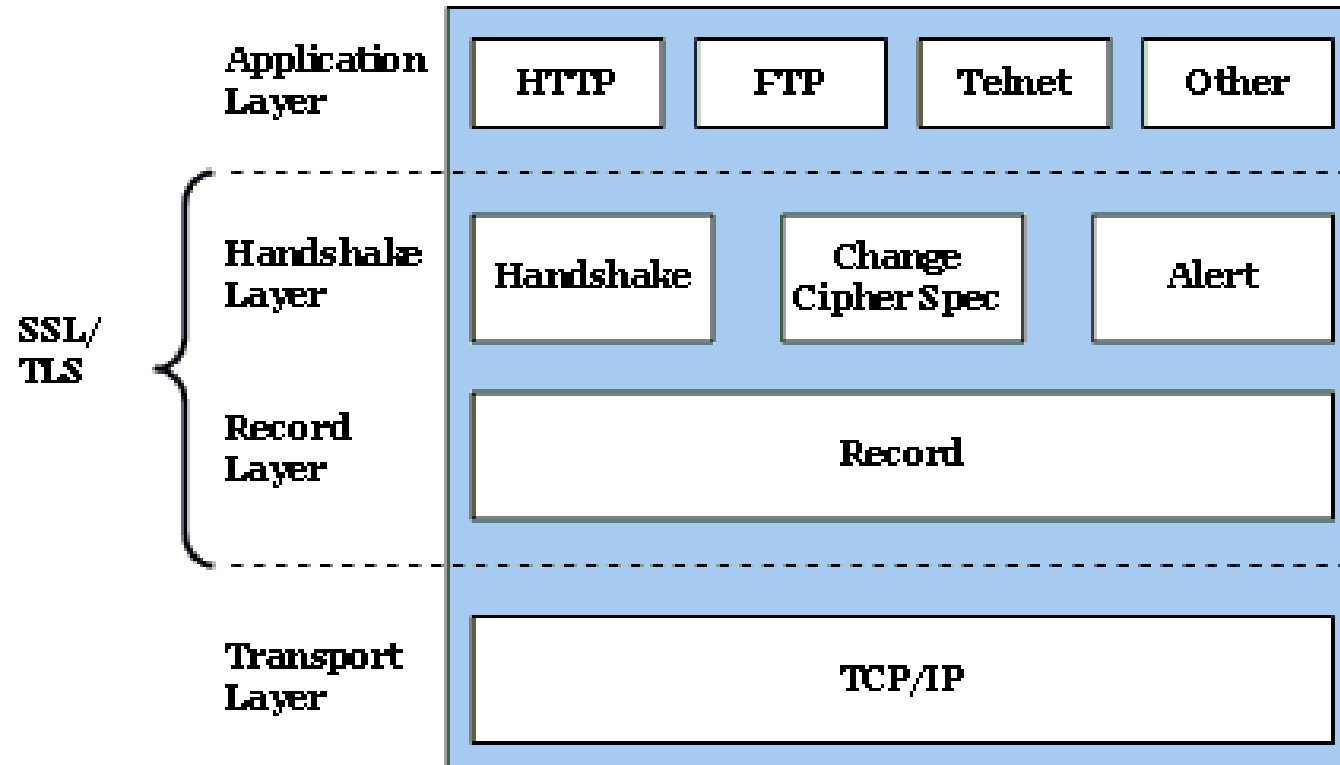 Application
Layer
HTTP
FTP
Telnet
Other
SSL/
TLS
Handshake
Layer
Handshake
Change
Cipher Spec
Alert
Record
Layer
Record
Transport
Layer
TCP/IP